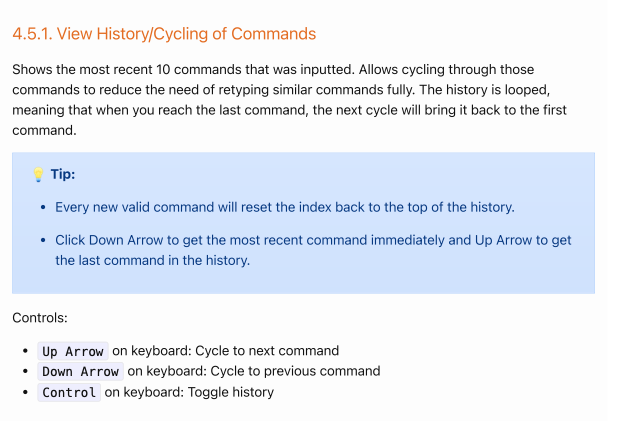 4.5.1. View History/Cycling of Commands
Shows the most recent 10 commands that was inputted. Allows cycling through those
commands to reduce the need of retyping similar commands fully. The history is looped,
meaning that when you reach the last command, the next cycle will bring it back to the first
command.
💡 Tip:
• Every new valid command will reset the index back to the top of the history.
• Click Down Arrow to get the most recent command immediately and Up Arrow to get
the last command in the history.
Controls:
• Up Arrow on keyboard: Cycle to next command
• Down Arrow on keyboard: Cycle to previous command
• Control on keyboard: Toggle history